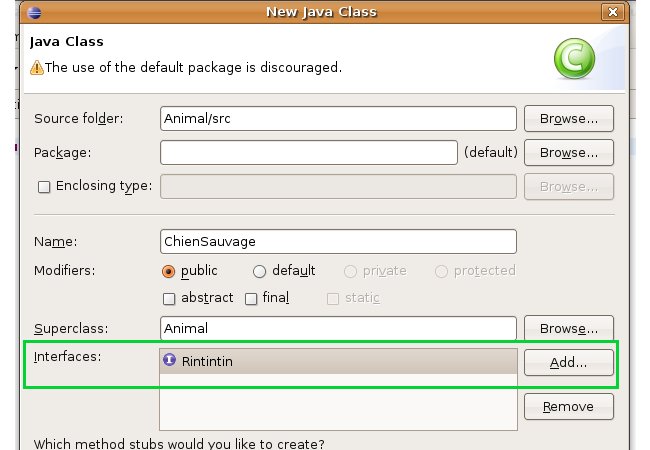 New Java Class
Java Class
The use of the default package is discouraged.
Source folder: Animal/src Browse...
Package: (default) Browse...
Enclosing type: Browse...
Name: ChienSauvage
Modifiers: public default private protected
abstract final static
Superclass: Animal Browse...
Interfaces: Rintintin Add...
Remove
Which method stubs would you like to create?